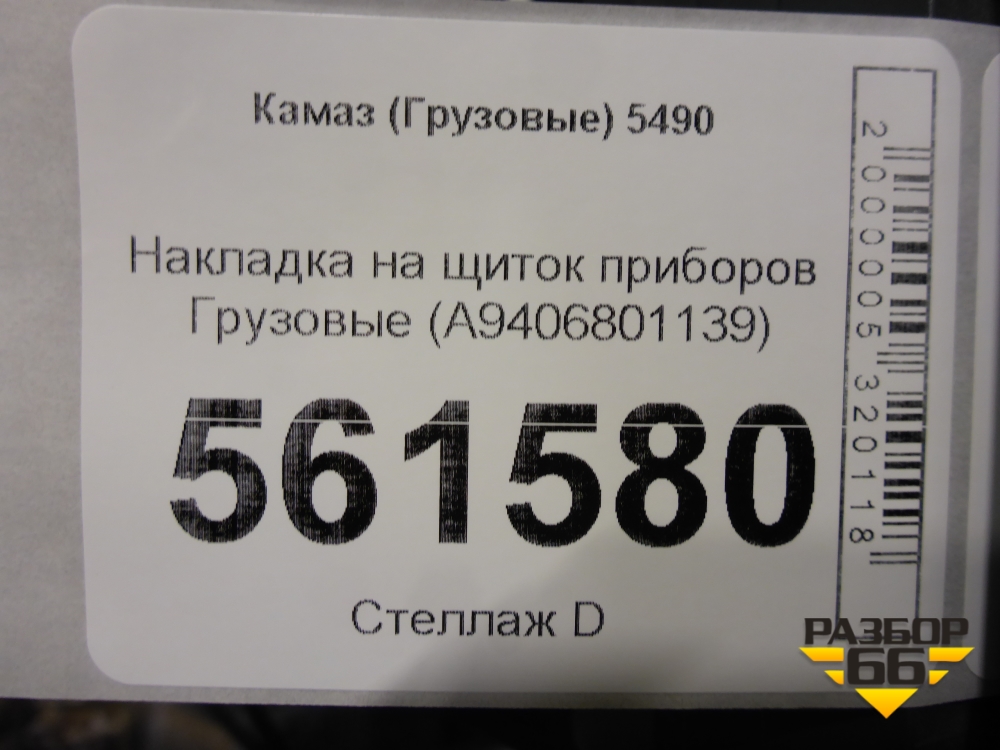 Камаз (Грузовые) 5490
Накладка на щиток приборов
Грузовые (A9406801139)
561580
Стеллаж D
2000005320118
РАЗБОР
66